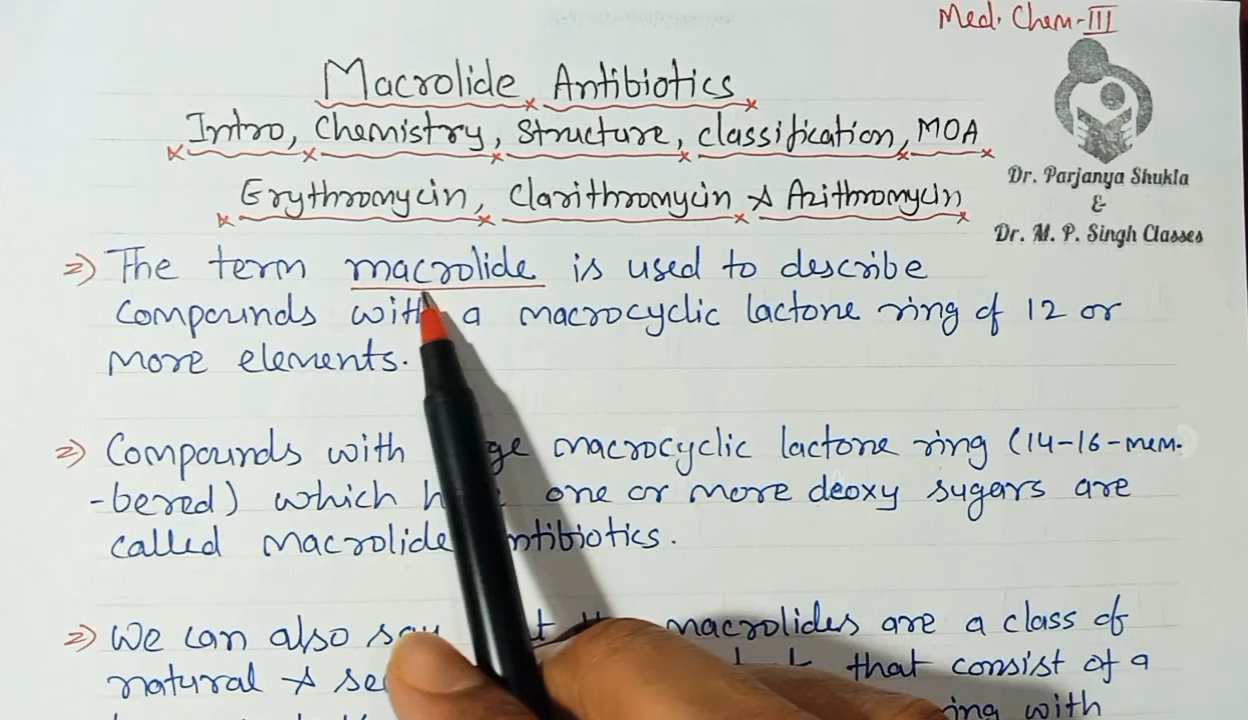 Med. Chem-III
Macrolide Antibiotics
Intro, Chemistry, Structure, classification, MOA
Erythromycin, Clarithromycin & Azithromycin
Dr. Parjanya Shukla
&
Dr. M. P. Singh Classes
=) The term macrolide is used to describe
Compounds with a macrocyclic lactone ring of 12 or
more elements.
=) Compounds with macrocyclic lactone ring (14-16-mem-
-bered) which one or more deoxy sugars are
called macrolide antibiotics.
=) We can also say macrolides are a class of
natural & that consist of a
ring with